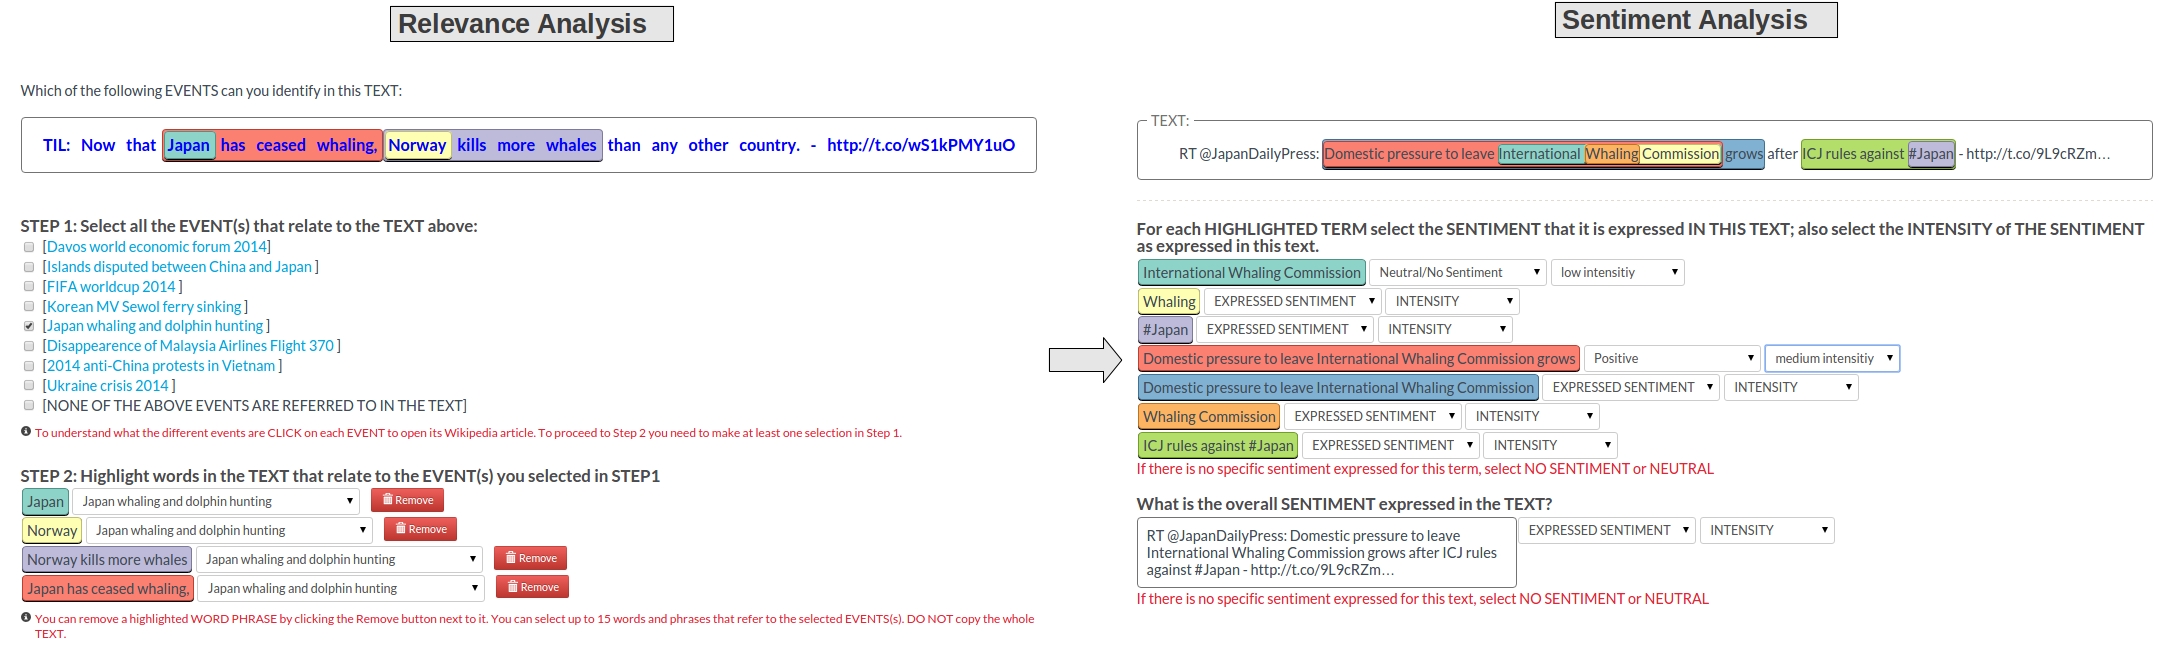 Relevance Analysis
Which of the following EVENTS can you identify in this TEXT:
TIL: Now that Japan has ceased whaling, Norway kills more whales than any other country. - http://t.co/wS1kPMY1uO
STEP 1: Select all the EVENT(s) that relate to the TEXT above:
[Davos world economic forum 2014]
[Islands disputed between China and Japan ]
[FIFA worldcup 2014 ]
[Korean MV Sewol ferry sinking ]
[Japan whaling and dolphin hunting ]
[Disappearence of Malaysia Airlines Flight 370 ]
[2014 anti-China protests in Vietnam ]
[Ukraine crisis 2014 ]
[NONE OF THE ABOVE EVENTS ARE REFERRED TO IN THE TEXT]
To understand what the different events are CLICK on each EVENT to open its Wikipedia article. To proceed to Step 2 you need to make at least one selection in Step 1.
STEP 2: Highlight words in the TEXT that relate to the EVENT(s) you selected in STEP1
Japan Japan whaling and dolphin hunting Remove
Norway Japan whaling and dolphin hunting Remove
Norway kills more whales Japan whaling and dolphin hunting Remove
Japan has ceased whaling, Japan whaling and dolphin hunting Remove
You can remove a highlighted WORD PHRASE by clicking the Remove button next to it. You can select up to 15 words and phrases that refer to the selected EVENTS(s). DO NOT copy the whole
TEXT.
Sentiment Analysis
TEXT:
RT @JapanDailyPress: Domestic pressure to leave International Whaling Commission grows after ICJ rules against #Japan - http://t.co/9L9cRZm…
For each HIGHLIGHTED TERM select the SENTIMENT that it is expressed IN THIS TEXT; also select the INTENSITY of THE SENTIMENT
as expressed in this text.
International Whaling Commission Neutral/No Sentiment low intensitiy
Whaling EXPRESSED SENTIMENT INTENSITY
#Japan EXPRESSED SENTIMENT INTENSITY
Domestic pressure to leave International Whaling Commission grows Positive medium intensitiy
Domestic pressure to leave International Whaling Commission EXPRESSED SENTIMENT INTENSITY
Whaling Commission EXPRESSED SENTIMENT INTENSITY
ICJ rules against #Japan EXPRESSED SENTIMENT INTENSITY
If there is no specific sentiment expressed for this term, select NO SENTIMENT or NEUTRAL
What is the overall SENTIMENT expressed in the TEXT?
RT @JapanDailyPress: Domestic pressure to leave EXPRESSED SENTIMENT INTENSITY
International Whaling Commission grows after ICJ rules
against #Japan - http://t.co/9L9cRZm…
If there is no specific sentiment expressed for this text, select NO SENTIMENT or NEUTRAL